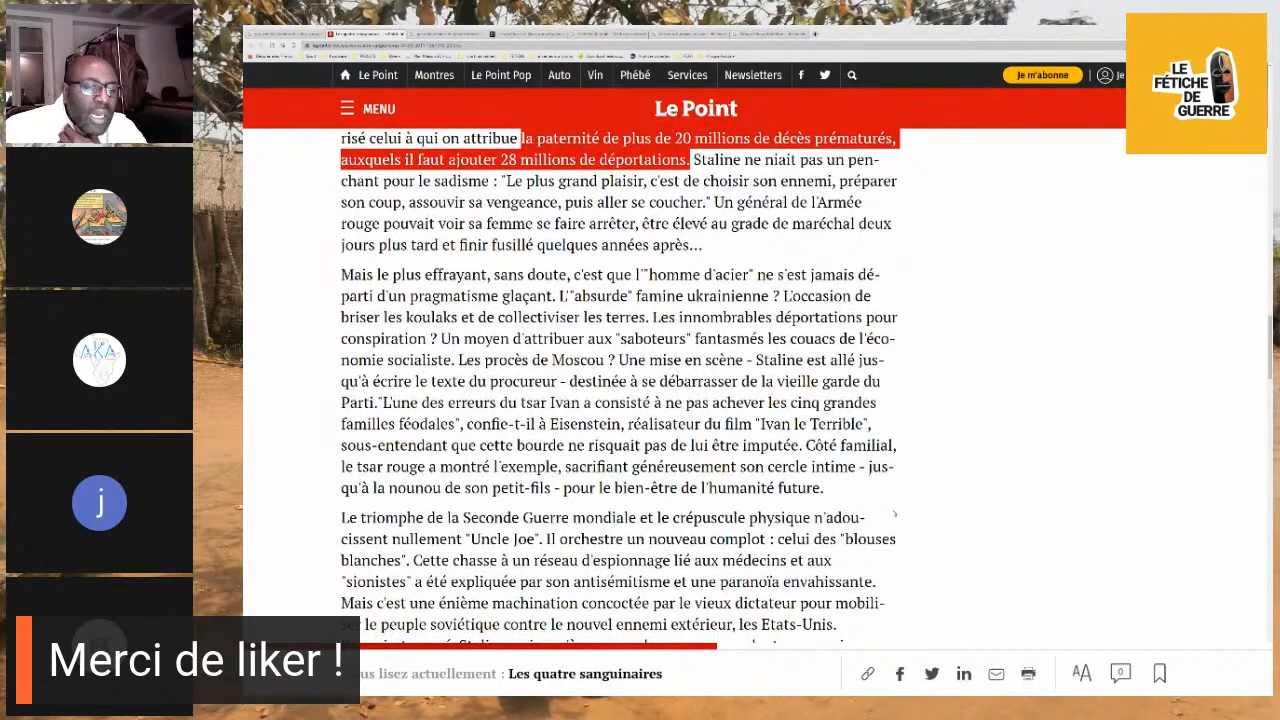 Le Point
Montres
Le Point Pop
Auto
Vin
Phébé
Services
Newsletters
f
Je m'abonne
Je
MENU
Le Point
LE
FÉTICHE
DE
GUERRE
risé celui à qui on attribue la paternité de plus de 20 millions de décès prématurés,
auxquels il faut ajouter 28 millions de déportations. Staline ne niait pas un pen-
chant pour le sadisme : "Le plus grand plaisir, c'est de choisir son ennemi, préparer
son coup, assouvir sa vengeance, puis aller se coucher." Un général de l'Armée
rouge pouvait voir sa femme se faire arrêter, être élevé au grade de maréchal deux
jours plus tard et finir fusillé quelques années après...
Mais le plus effrayant, sans doute, c'est que l'"homme d'acier" ne s'est jamais dé-
parti d'un pragmatisme glaçant. L'"absurde" famine ukrainienne ? L'occasion de
briser les koulaks et de collectiviser les terres. Les innombrables déportations pour
conspiration ? Un moyen d'attribuer aux "saboteurs" fantasmés les couacs de l'éco-
nomie socialiste. Les procès de Moscou ? Une mise en scène - Staline est allé jus-
qu'à écrire le texte du procureur - destinée à se débarrasser de la vieille garde du
Parti."L'une des erreurs du tsar Ivan a consisté à ne pas achever les cinq grandes
familles féodales", confie-t-il à Eisenstein, réalisateur du film "Ivan le Terrible",
sous-entendant que cette bourde ne risquait pas de lui être imputée. Côté familial,
le tsar rouge a montré l'exemple, sacrifiant généreusement son cercle intime - jus-
qu'à la nounou de son petit-fils - pour le bien-être de l'humanité future.
Le triomphe de la Seconde Guerre mondiale et le crépuscule physique n'adou-
cissent nullement "Uncle Joe". Il orchestre un nouveau complot : celui des "blouses
blanches". Cette chasse à un réseau d'espionnage lié aux médecins et aux
"sionistes" a été expliquée par son antisémitisme et une paranoïa envahissante.
Mais c'est une énième machination concoctée par le vieux dictateur pour mobili-
ser le peuple soviétique contre le nouvel ennemi extérieur, les Etats-Unis.
lisez actuellement : Les quatre sanguinaires
AA
0
AKA
j
Merci de liker !